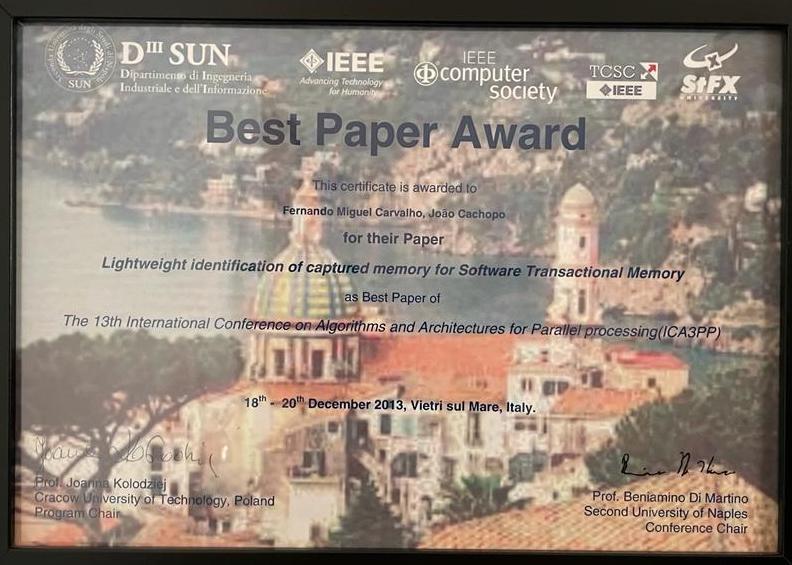 SUN
DIII SUN
Dipartimento di Ingegneria
Industriale e dell'Informazione
IEEE
Advancing Technology
for Humanity
IEEE
computer
society
TCSC
IEEE
StFX
UNIVERSITY
Best Paper Award
This certificate is awarded to
Fernando Miguel Carvalho, João Cachopo
for their Paper
Lightweight identification of captured memory for Software Transactional Memory
as Best Paper of
The 13th International Conference on Algorithms and Architectures for Parallel processing(ICA3PP)
18th - 20th December 2013, Vietri sul Mare, Italy.
Prof. Joanna Kolodziej
Cracow University of Technology, Poland
Program Chair
Prof. Beniamino Di Martino
Second University of Naples
Conference Chair